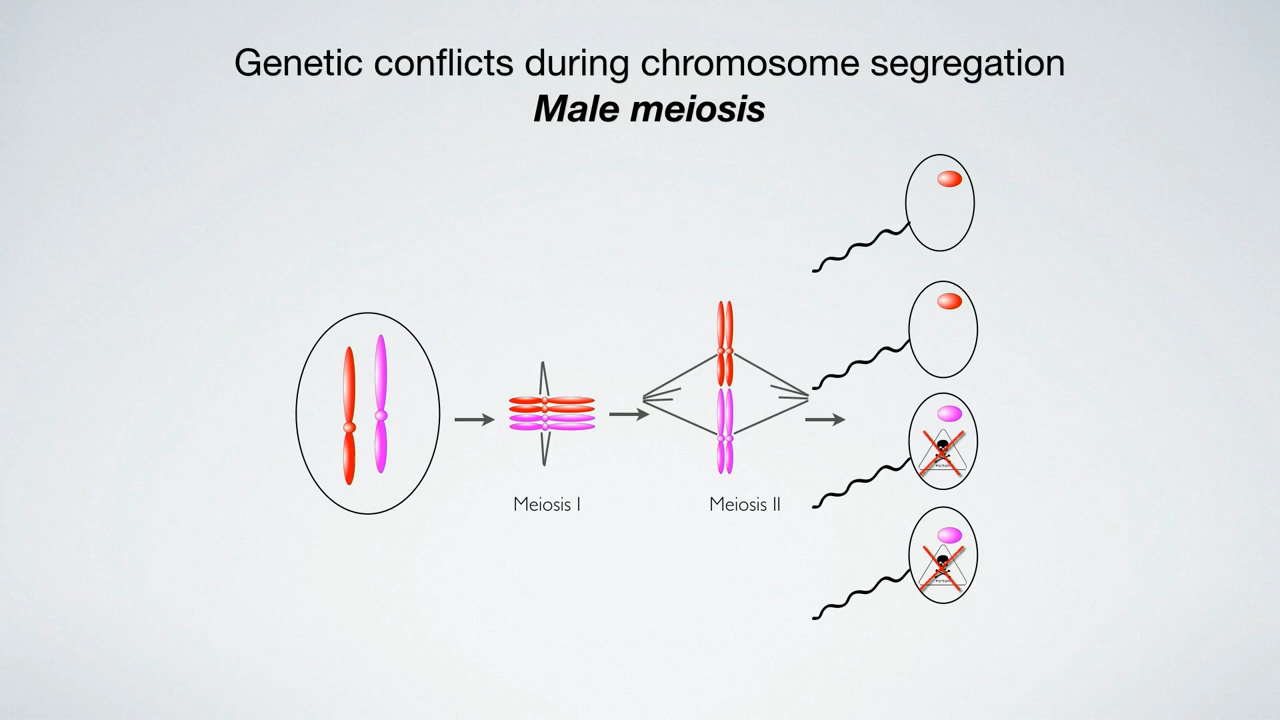 Genetic conflicts during chromosome segregation
Male meiosis
Meiosis I
Meiosis II